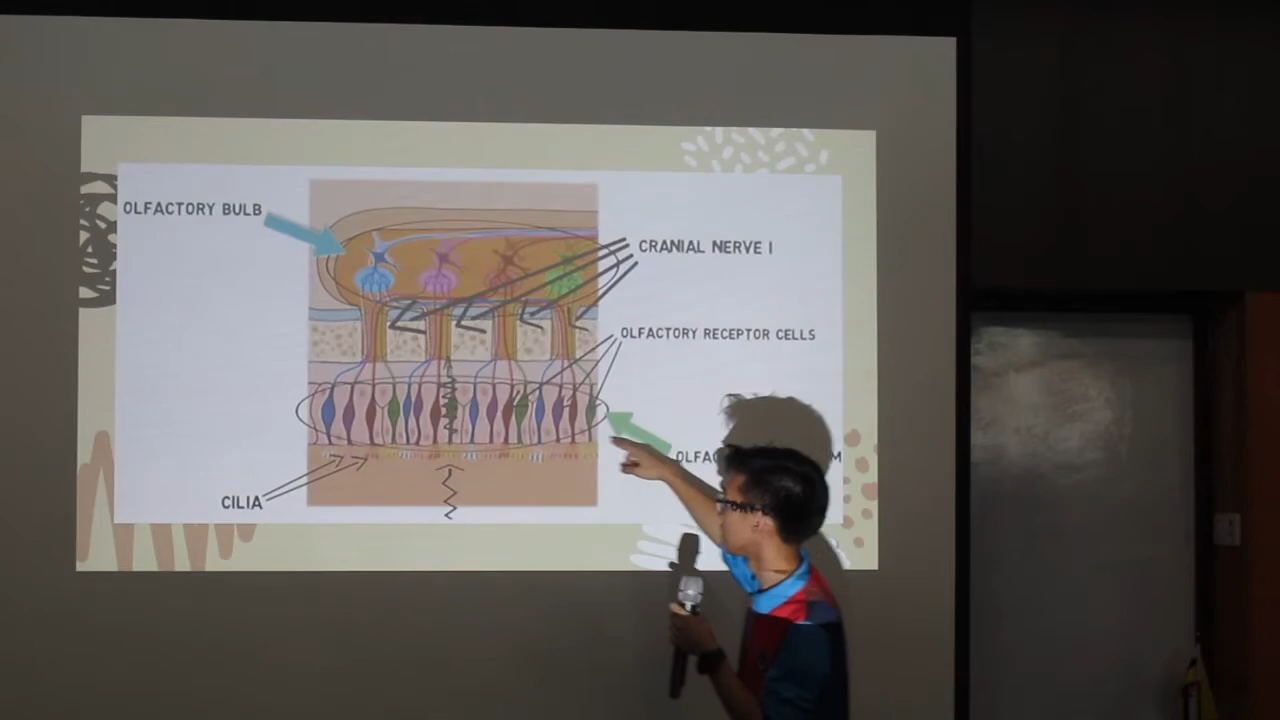 OLFACTORY BULB
CRANIAL NERVE I
OLFACTORY RECEPTOR CELLS
CILIA